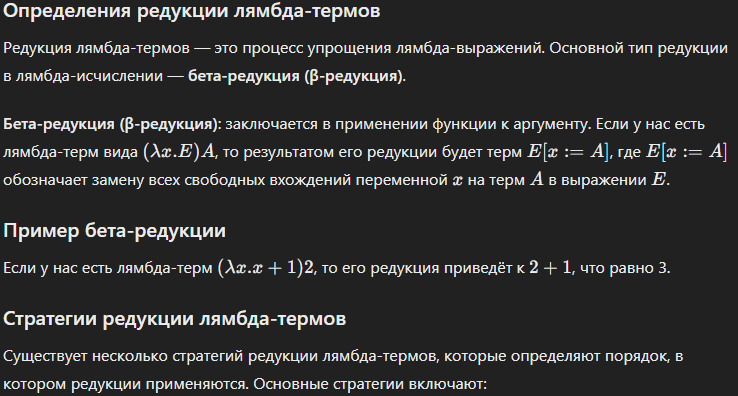 Определения редукции лямбда-термов
Редукция лямбда-термов — это процесс упрощения лямбда-выражений. Основной тип редукции
в лямбда-исчислении — бета-редукция (β-редукция).
Бета-редукция (β-редукция): заключается в применении функции к аргументу. Если у нас есть
лямбда-терм вида (λx.E)A, то результатом его редукции будет терм E[x := A], где E[x := A]
обозначает замену всех свободных вхождений переменной x на терм A в выражении E.
Пример бета-редукции
Если у нас есть лямбда-терм (λx.x + 1)2, то его редукция приведёт к 2 + 1, что равно 3.
Стратегии редукции лямбда-термов
Существует несколько стратегий редукции лямбда-термов, которые определяют порядок, в
котором редукции применяются. Основные стратегии включают: